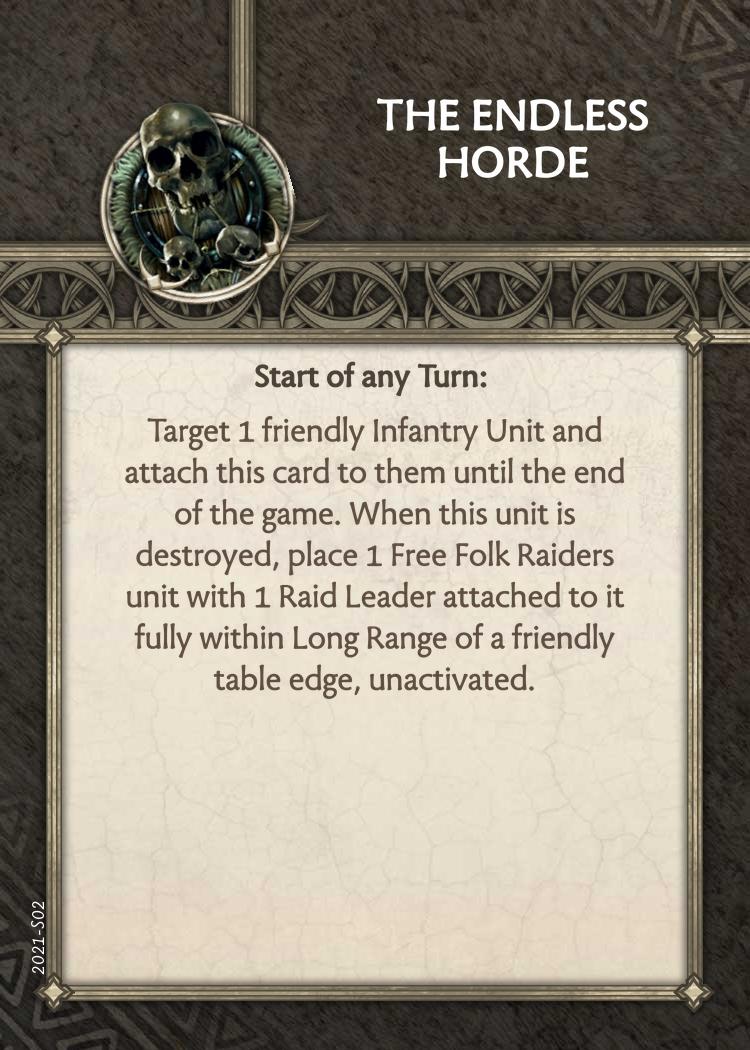 THE ENDLESS
HORDE
Start of any Turn:
Target 1 friendly Infantry Unit and
attach this card to them until the end
of the game. When this unit is
destroyed, place 1 Free Folk Raiders
unit with 1 Raid Leader attached to it
fully within Long Range of a friendly
table edge, unactivated.
2021-S02